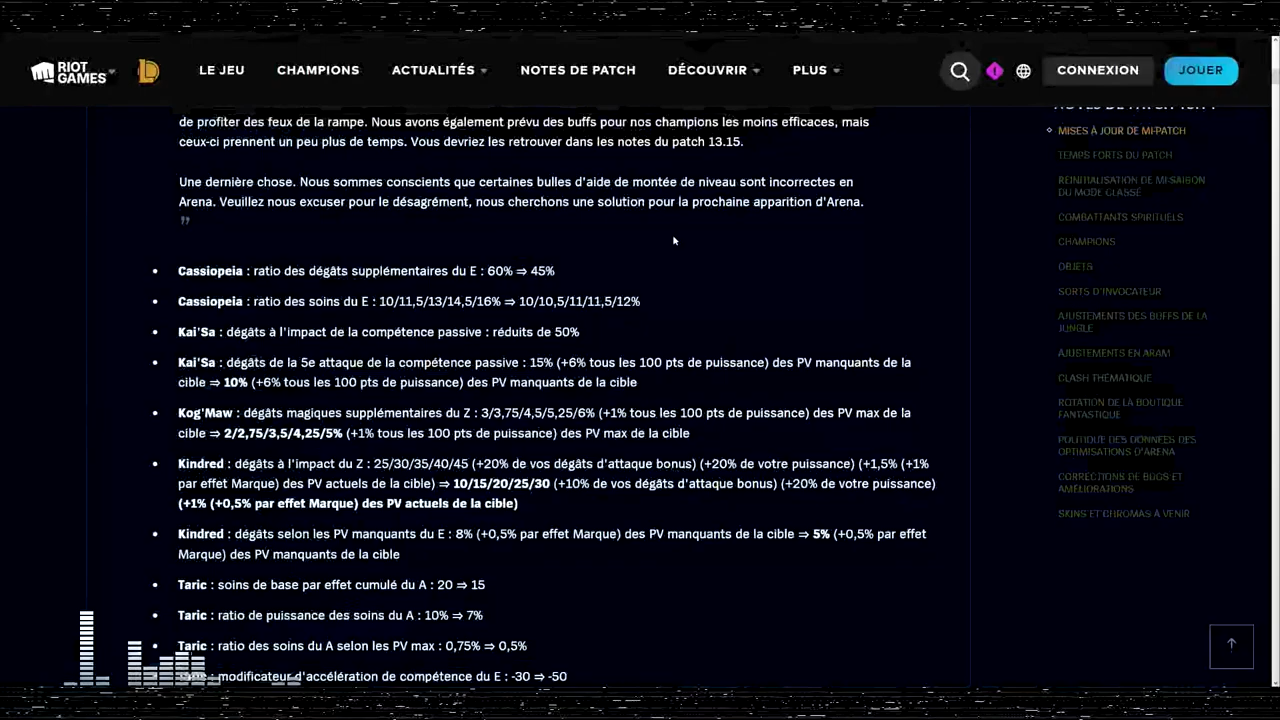 RIOT GAMES
LE JEU
CHAMPIONS
ACTUALITÉS
NOTES DE PATCH
DÉCOUVRIR
PLUS
CONNEXION
JOUER
de profiter des feux de la rampe. Nous avons également prévu des buffs pour nos champions les moins efficaces, mais
ceux-ci prennent un peu plus de temps. Vous devriez les retrouver dans les notes du patch 13.15.
Une dernière chose. Nous sommes conscients que certaines bulles d'aide de montée de niveau sont incorrectes en
Arena. Veuillez nous excuser pour le désagrément, nous cherchons une solution pour la prochaine apparition d'Arena.
”
• Cassiopeia : ratio des dégâts supplémentaires du E : 60% ⇒ 45%
• Cassiopeia : ratio des soins du E : 10/11,5/13/14,5/16% ⇒ 10/10,5/11/11,5/12%
• Kai'Sa : dégâts à l'impact de la compétence passive : réduits de 50%
• Kai'Sa : dégâts de la 5e attaque de la compétence passive : 15% (+6% tous les 100 pts de puissance) des PV manquants de la
cible ⇒ 10% (+6% tous les 100 pts de puissance) des PV manquants de la cible
• Kog'Maw : dégâts magiques supplémentaires du Z : 3/3,75/4,5/5,25/6% (+1% tous les 100 pts de puissance) des PV max de la
cible ⇒ 2/2,75/3,5/4,25/5% (+1% tous les 100 pts de puissance) des PV max de la cible
• Kindred : dégâts à l'impact du Z : 25/30/35/40/45 (+20% de vos dégâts d'attaque bonus) (+20% de votre puissance) (+1,5% (+1%
par effet Marque) des PV actuels de la cible) ⇒ 10/15/20/25/30 (+10% de vos dégâts d'attaque bonus) (+20% de votre puissance)
(+1% (+0,5% par effet Marque) des PV actuels de la cible)
• Kindred : dégâts selon les PV manquants du E : 8% (+0,5% par effet Marque) des PV manquants de la cible ⇒ 5% (+0,5% par effet
Marque) des PV manquants de la cible
• Taric : soins de base par effet cumulé du A : 20 ⇒ 15
• Taric : ratio de puissance des soins du A : 10% ⇒ 7%
• Taric : ratio des soins du A selon les PV max : 0,75% ⇒ 0,5%
modificateur d'accélération de compétence du E : -30 ⇒ -50
MISES À JOUR DE MI-PATCH
TEMPS FORTS DU PATCH
RÉINITIALISATION DE MI-SAISON
DU MODE CLASSÉ
COMBATTANTS SPIRITUELS
CHAMPIONS
OBJETS
SORTS D'INVOCATEUR
AJUSTEMENTS DES BUFFS DE LA
JUNGLE
AJUSTEMENTS EN ARAM
CLASH THÉMATIQUE
ROTATION DE LA BOUTIQUE
FANTASTIQUE
POLITIQUE DES DONNÉES DES
OPTIMISATIONS D'ARENA
CORRECTIONS DE BUGS ET
AMÉLIORATIONS
SKINS ET CHROMAS À VENIR